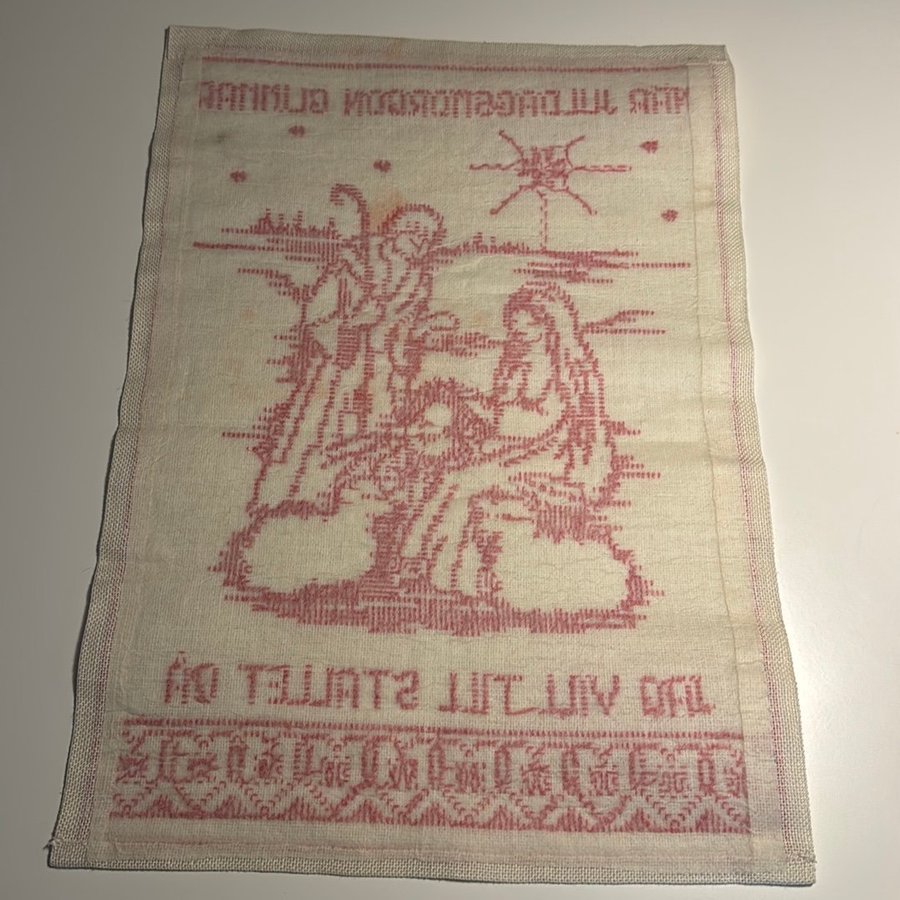 NÄR JULDAGSMORGON GLIMMAR
JAG VILL TILL STALLET GÅ